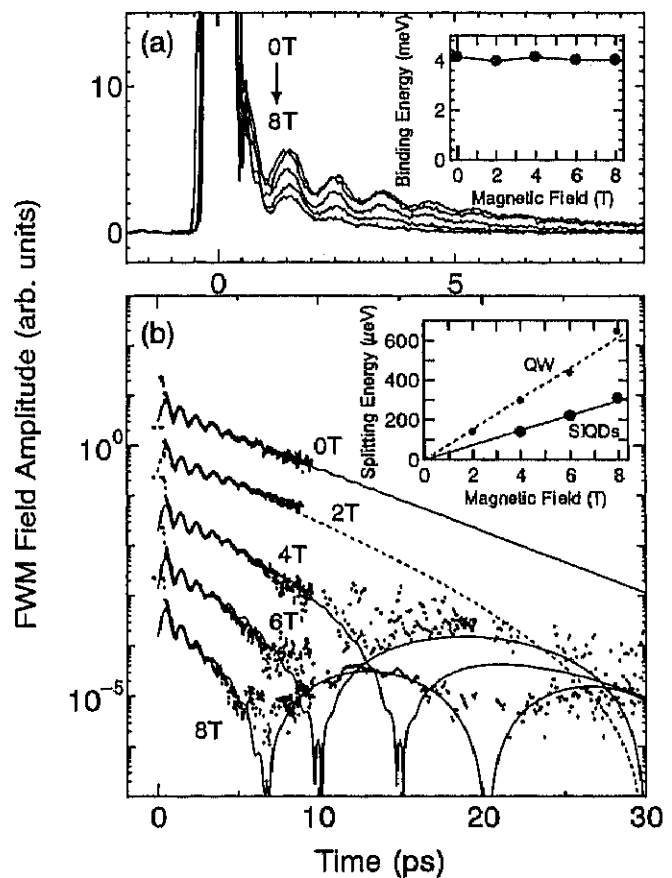 (a)
0T
8T
10
0
0
5
Binding Energy (meV)
4
2
0
0 2 4 6 8
Magnetic Field (T)
FWM Field Amplitude (arb. units)
(b)
0T
2T
4T
6T
8T
10⁰
10⁻⁵
Splitting Energy (μeV)
600
400
200
QW
SIQDs
0 2 4 6 8
Magnetic Field (T)
0 10 20 30
Time (ps)